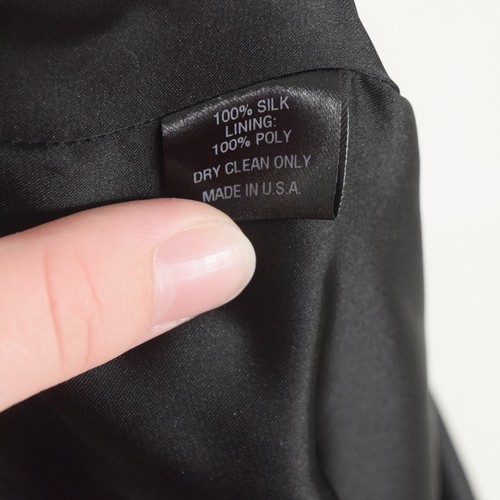 100% SILK
LINING:
100% POLY
DRY CLEAN ONLY
MADE IN U.S.A.